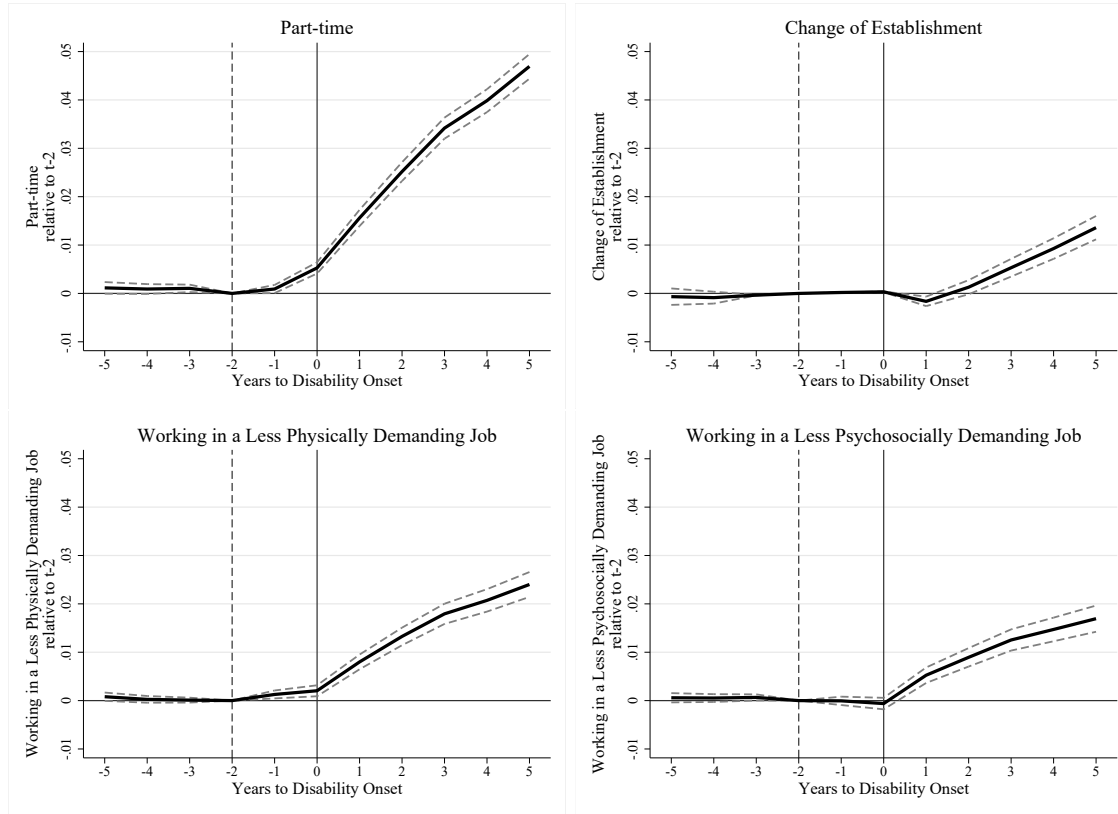 Part-time
Part-time
relative to t-2
.05
.04
.03
.02
.01
0
-.01
-5 -4 -3 -2 -1 0 1 2 3 4 5
Years to Disability Onset
Change of Establishment
Change of Establishment
relative to t-2
.05
.04
.03
.02
.01
0
-.01
-5 -4 -3 -2 -1 0 1 2 3 4 5
Years to Disability Onset
Working in a Less Physically Demanding Job
Working in a Less Physically Demanding Job
relative to t-2
.05
.04
.03
.02
.01
0
-.01
-5 -4 -3 -2 -1 0 1 2 3 4 5
Years to Disability Onset
Working in a Less Psychosocially Demanding Job
Working in a Less Psychosocially Demanding Job
relative to t-2
.05
.04
.03
.02
.01
0
-.01
-5 -4 -3 -2 -1 0 1 2 3 4 5
Years to Disability Onset